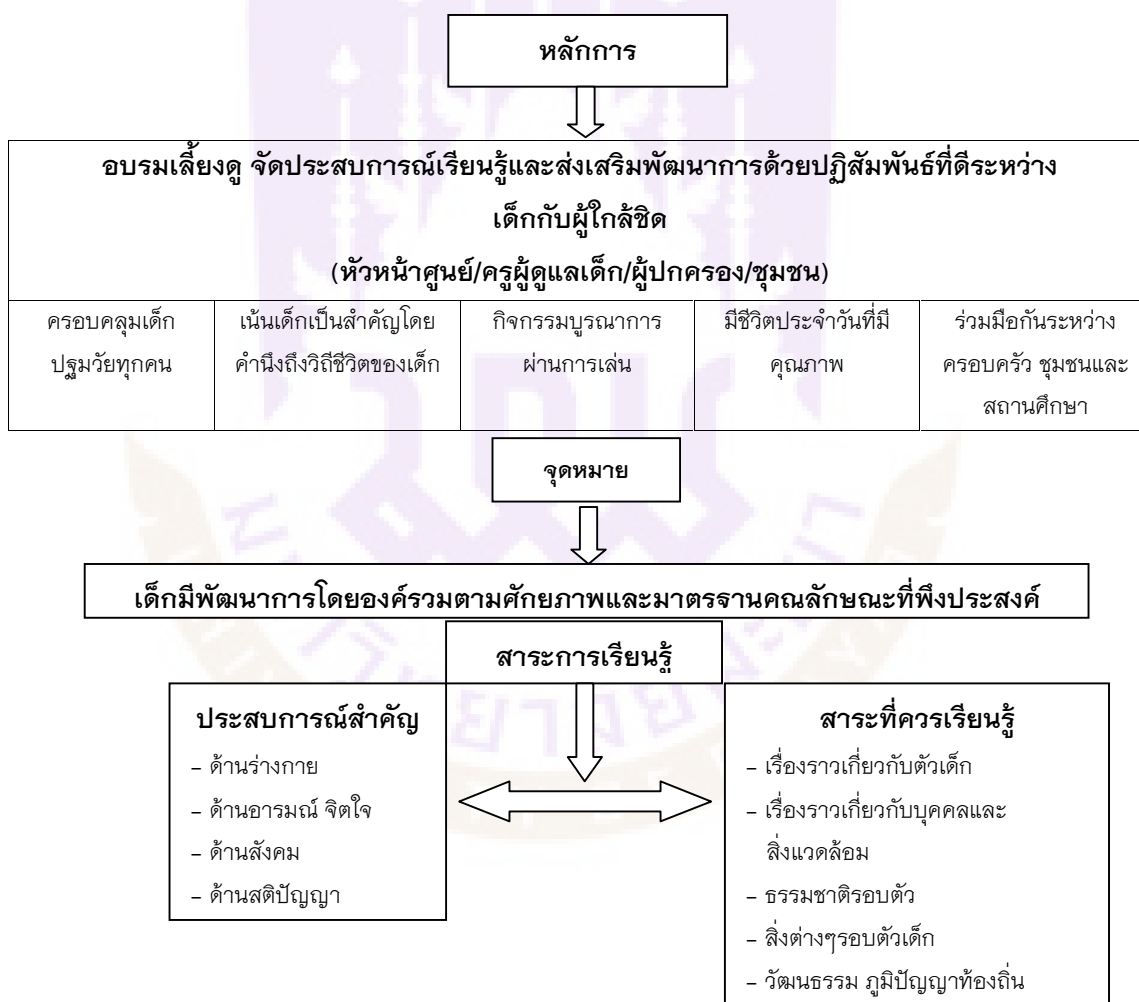 หลักการ
อบรมเลี้ยงดู จัดประสบการณ์เรียนรู้และส่งเสริมพัฒนาการด้วยปฏิสัมพันธ์ที่ดีระหว่าง
เด็กกับผู้ใกล้ชิด
(หัวหน้าศูนย์/ครูผู้ดูแลเด็ก/ผู้ปกครอง/ชุมชน)
ครอบคลุมเด็ก
ปฐมวัยทุกคน
เน้นเด็กเป็นสำคัญโดย
คำนึงถึงวิถีชีวิตของเด็ก
กิจกรรมบูรณาการ
ผ่านการเล่น
มีชีวิตประจำวันที่มี
คุณภาพ
ร่วมมือกันระหว่าง
ครอบครัว ชุมชนและ
สถานศึกษา
จุดหมาย
เด็กมีพัฒนาการโดยองค์รวมตามศักยภาพและมาตรจานคณลักษณะที่พึงประสงค์
สาระการเรียนรู้
ประสบการณ์สำคัญ
– ด้านร่างกาย
– ด้านอารมณ์ จิตใจ
– ด้านสังคม
– ด้านสติปัญญา
สาระที่ควรเรียนรู้
– เรื่องราวเกี่ยวกับตัวเด็ก
– เรื่องราวเกี่ยวกับบุคคลและ
สิ่งแวดล้อม
– ธรรมชาติรอบตัว
– สิ่งต่างๆรอบตัวเด็ก
– วัฒนธรรม ภูมิปัญญาท้องถิ่น